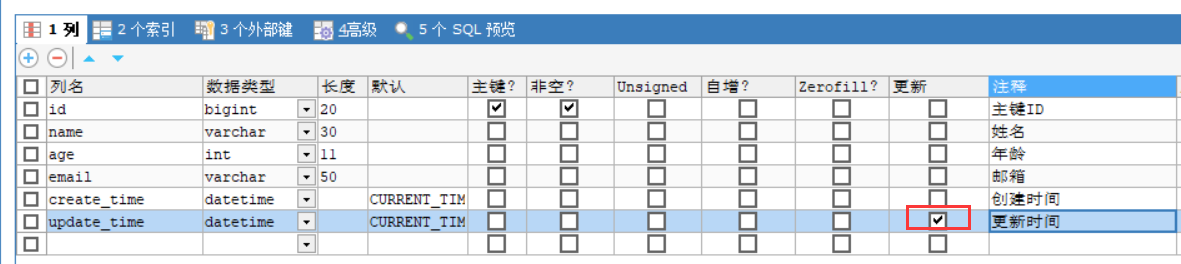 1 列 2 个索引 3 个外部键 4高级 5 个 SQL 预览
列名 数据类型 长度 默认 主键? 非空? Unsigned 自增? Zerofill? 更新 注释
id bigint 20 主键ID
name varchar 30 姓名
age int 11 年龄
email varchar 50 邮箱
create_time datetime CURRENT_TIM 创建时间
update_time datetime CURRENT_TIM 更新时间